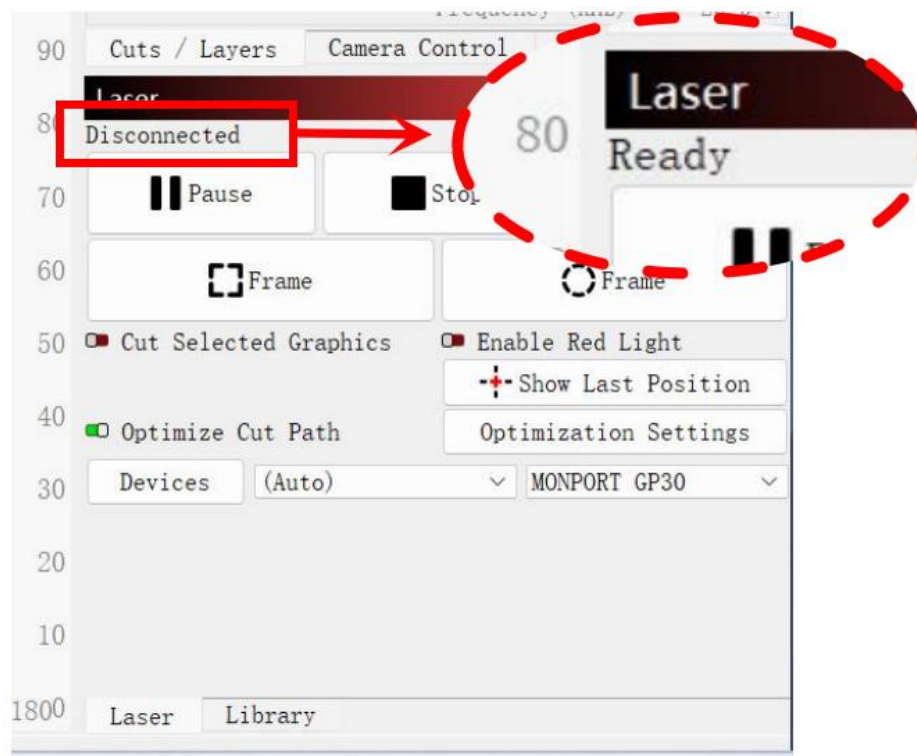 90 Cuts / Layers Camera Control
Laser
Laser
80 Disconnected
80
Ready
70 Pause
60 Frame Frame
50 Cut Selected Graphics Enable Red Light
Show Last Position
40 Optimize Cut Path Optimization Settings
30 Devices (Auto) MONPORT GP30
20
10
1800 Laser Library